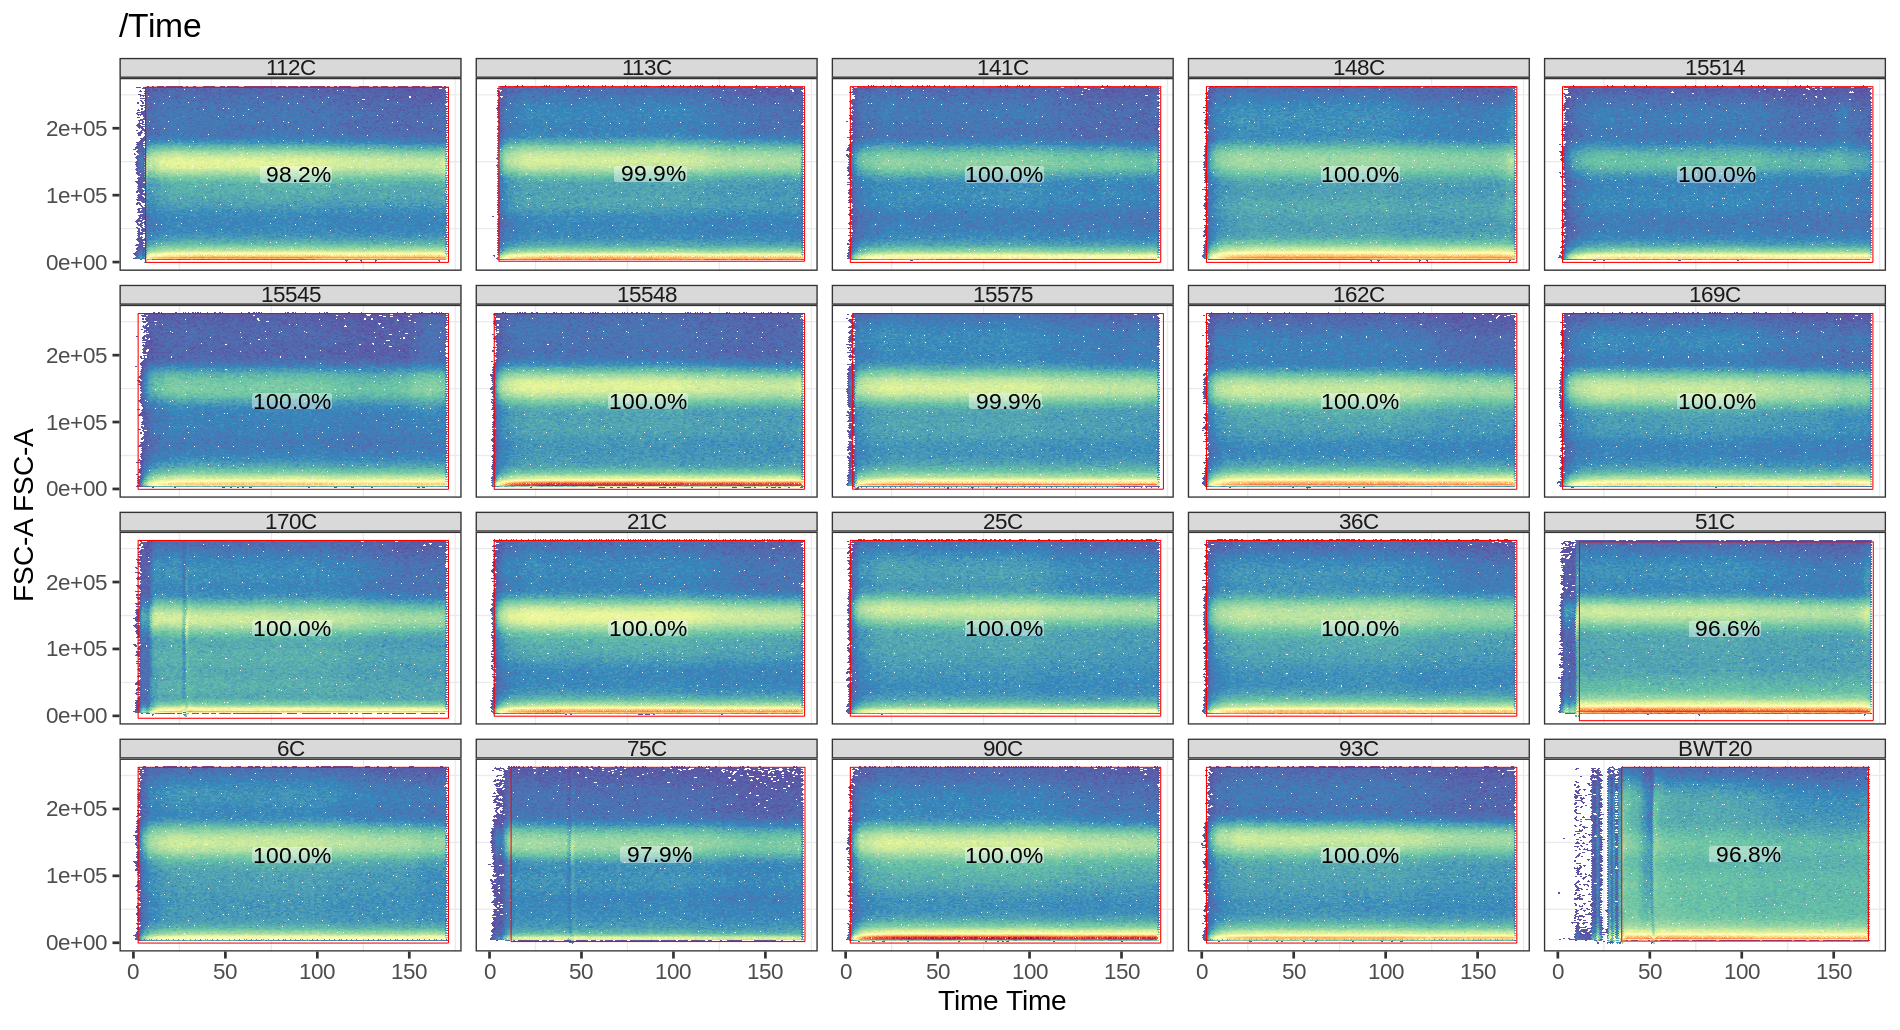 /Time
112C 113C 141C 148C 15514
2e+05
98.2% 99.9% 100.0% 100.0% 100.0%
1e+05
0e+00
15545 15548 15575 162C 169C
2e+05
100.0% 100.0% 99.9% 100.0% 100.0%
1e+05
0e+00
FSC-A FSC-A
170C 21C 25C 36C 51C
2e+05
100.0% 100.0% 100.0% 100.0% 96.6%
1e+05
0e+00
6C 75C 90C 93C BWT20
2e+05
100.0% 97.9% 100.0% 100.0% 96.8%
1e+05
0e+00
0 50 100 150 0 50 100 150 0 50 100 150 0 50 100 150 0 50 100 150
Time Time